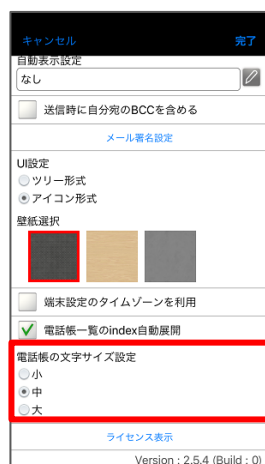 キャンセル 完了
自動表示設定
なし
送信時に自分宛のBCCを含める
メール署名設定
UI設定
ツリー形式
アイコン形式
壁紙選択
端末設定のタイムゾーンを利用
電話帳一覧のindex自動展開
電話帳の文字サイズ設定
小
中
大
ライセンス表示
Version : 2.5.4 (Build : 0)